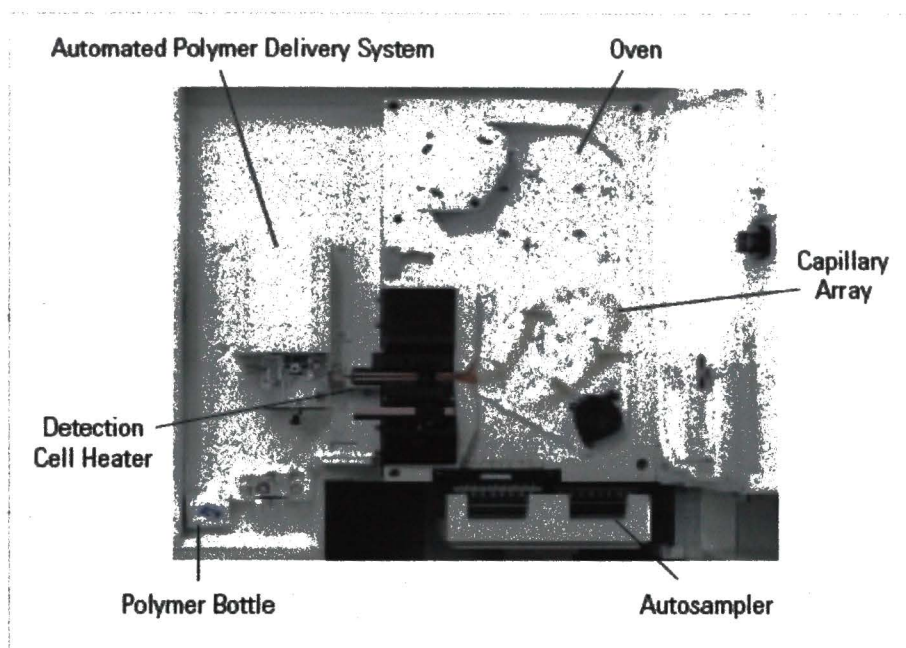 Automated Polymer Delivery System
Oven
Capillary
Array
Detection
Cell Heater
Polymer Bottle
Autosampler